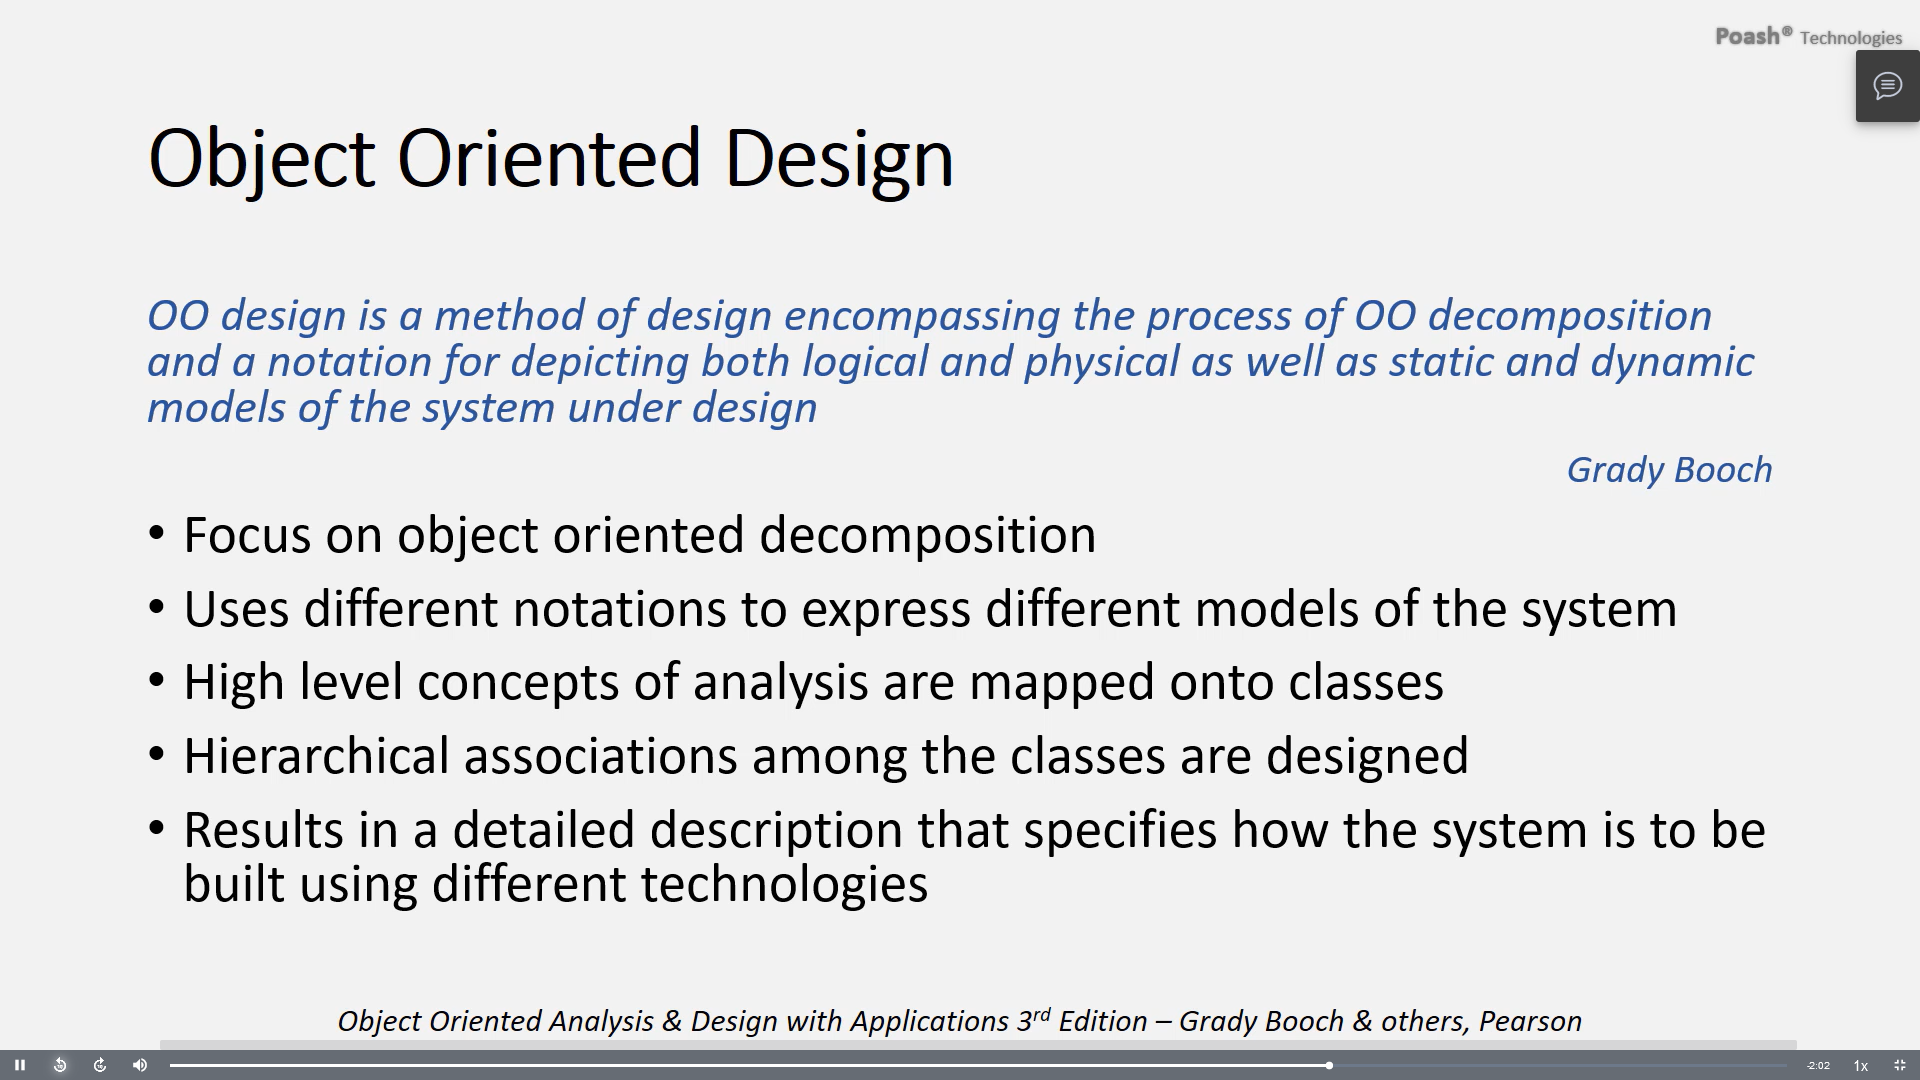 Poash® Technologies
Object Oriented Design
OO design is a method of design encompassing the process of OO decomposition
and a notation for depicting both logical and physical as well as static and dynamic
models of the system under design
Grady Booch
• Focus on object oriented decomposition
• Uses different notations to express different models of the system
• High level concepts of analysis are mapped onto classes
• Hierarchical associations among the classes are designed
• Results in a detailed description that specifies how the system is to be
built using different technologies
Object Oriented Analysis & Design with Applications 3rd Edition – Grady Booch & others, Pearson
-2:02 1x